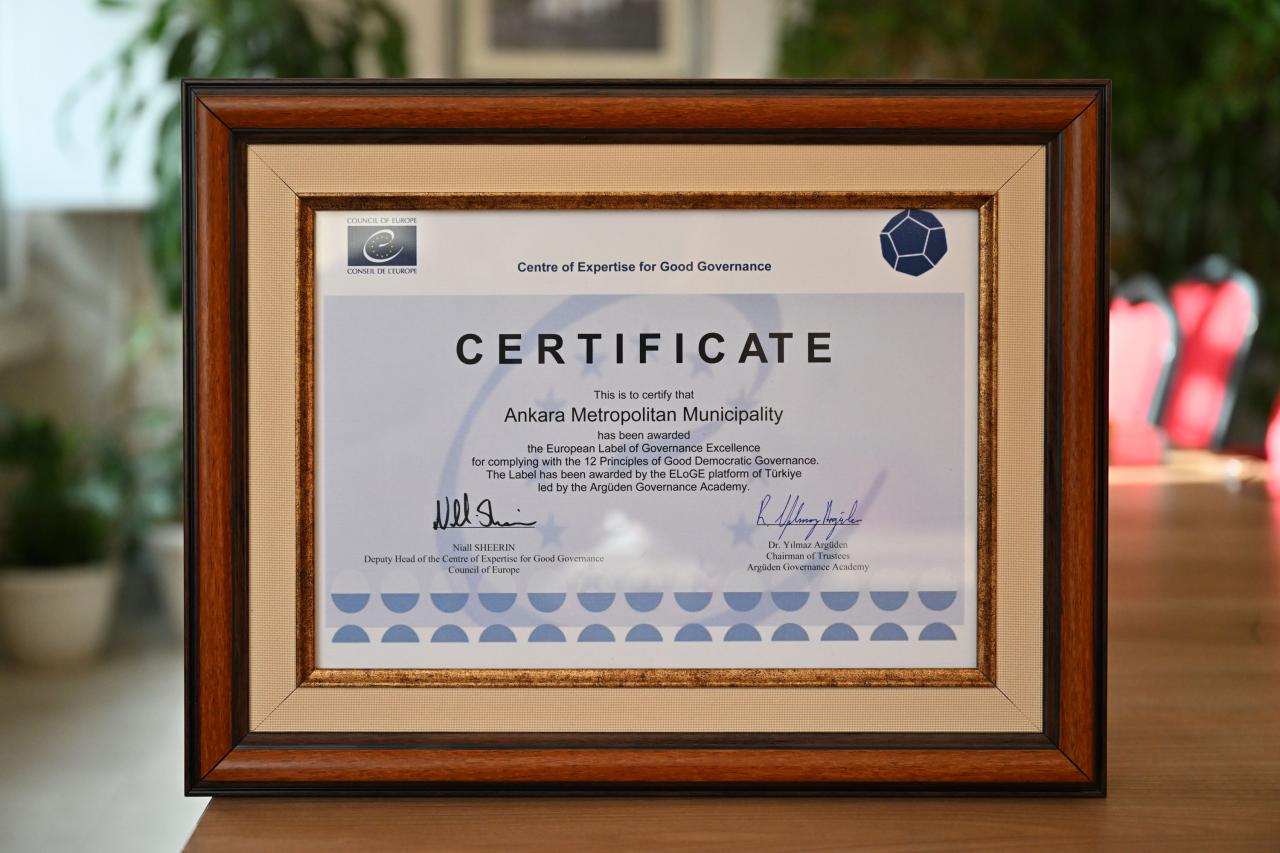 COUNCIL OF EUROPE
CONSEIL DE L'EUROPE
Centre of Expertise for Good Governance
CERTIFICATE
This is to certify that
Ankara Metropolitan Municipality
has been awarded
the European Label of Governance Excellence
for complying with the 12 Principles of Good Democratic Governance.
The Label has been awarded by the ELoGE platform of Türkiye
led by the Argüden Governance Academy.
Niall SHEERIN
Deputy Head of the Centre of Expertise for Good Governance
Council of Europe
Dr. Yılmaz Argüden
Chairman of Trustees
Argüden Governance Academy